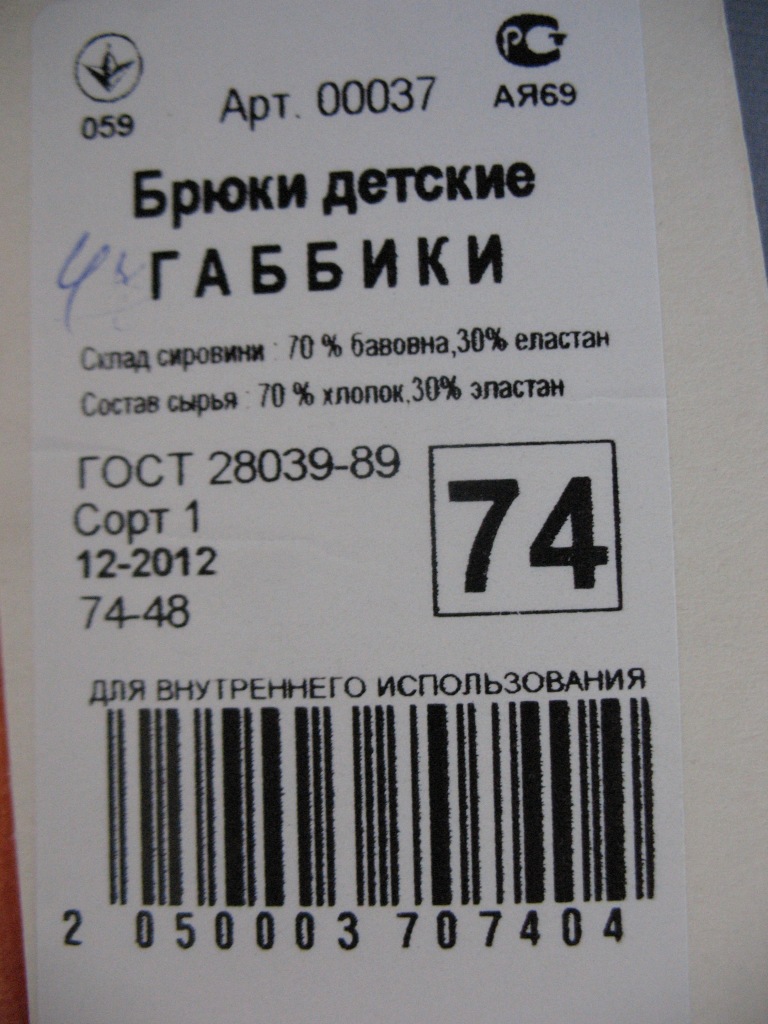 059
Арт. 00037
РСТ
АЯ69
Брюки детские
ГАББИКИ
Склад сировини : 70 % бавовна,30% еластан
Состав сырья : 70 % хлопок,30% эластан
ГОСТ 28039-89
Сорт 1
12-2012
74-48
74
ДЛЯ ВНУТРЕННЕГО ИСПОЛЬЗОВАНИЯ
2 050003 707404